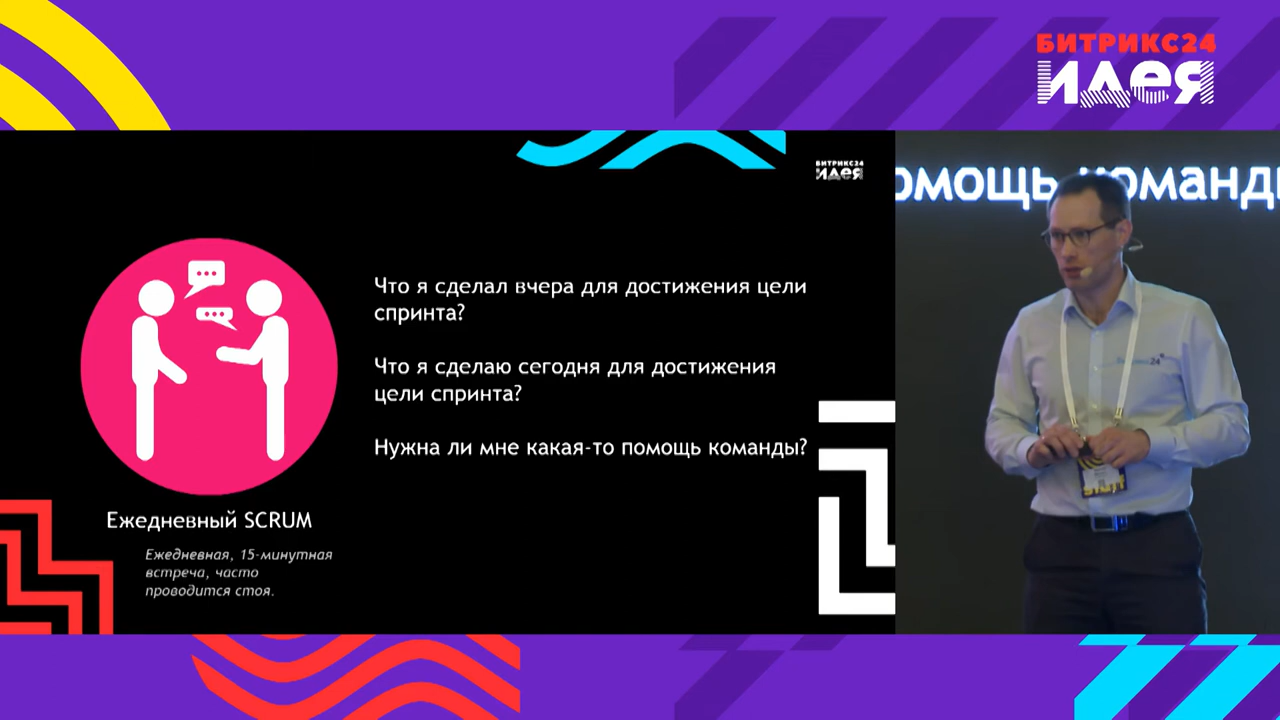 БИТРИКС24
ИДЕЯ
БИТРИКС24
ИДЕЯ
омощь команды
Что я сделал вчера для достижения цели
спринта?
Что я сделаю сегодня для достижения
цели спринта?
Нужна ли мне какая-то помощь команды?
Ежедневный SCRUM
Ежедневная, 15-минутная
встреча, часто
проводится стоя.